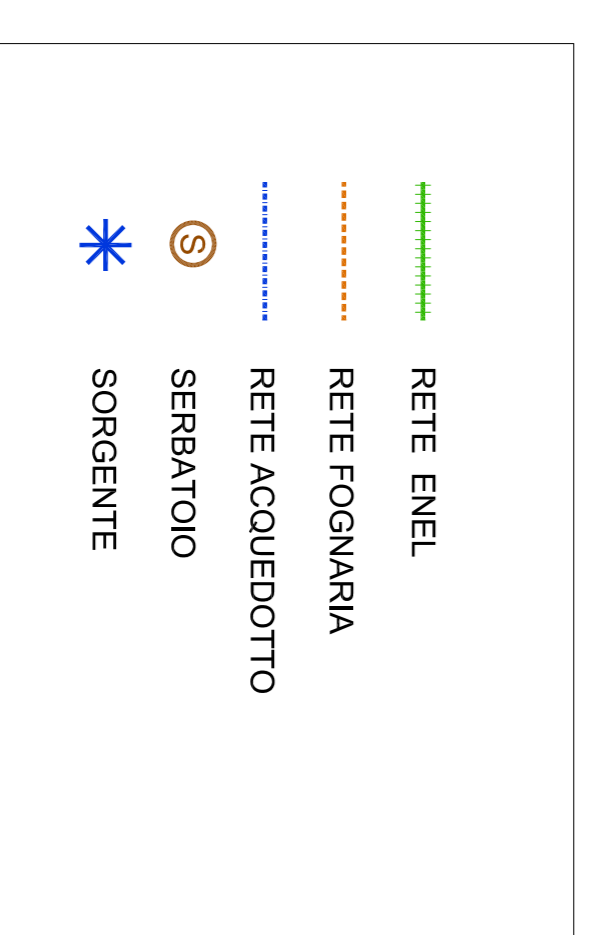 RETE ENEL
RETE FOGNARIA
RETE ACQUEDOTTO
S SERBATOIO
SORGENTE